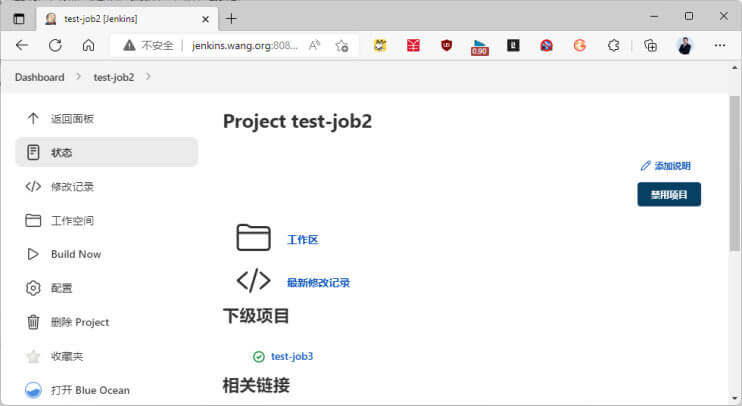 test-job2 [Jenkins]
不安全 jenkins.wang.org:808...
0.90
Dashboard test-job2
返回面板
状态
修改记录
工作空间
Build Now
配置
删除 Project
收藏夹
打开 Blue Ocean
Project test-job2
添加说明
禁用项目
工作区
最新修改记录
下级项目
test-job3
相关链接